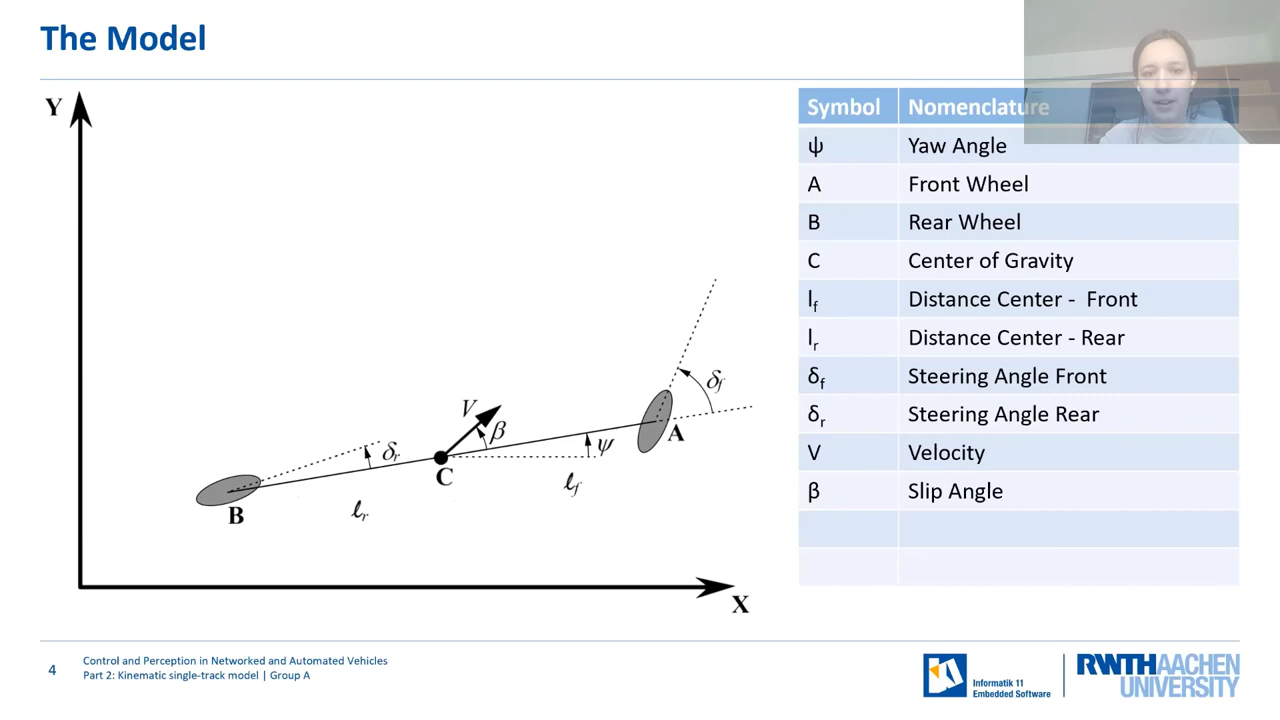 The Model
Y
V
β
δr
C
ψ
δf
A
B
ℓr
ℓf
X
Symbol Nomenclature
ψ Yaw Angle
A Front Wheel
B Rear Wheel
C Center of Gravity
lf Distance Center - Front
lr Distance Center - Rear
δf Steering Angle Front
δr Steering Angle Rear
V Velocity
β Slip Angle
4
Control and Perception in Networked and Automated Vehicles
Part 2: Kinematic single-track model | Group A
Informatik 11
Embedded Software
RWTHAACHEN
UNIVERSITY